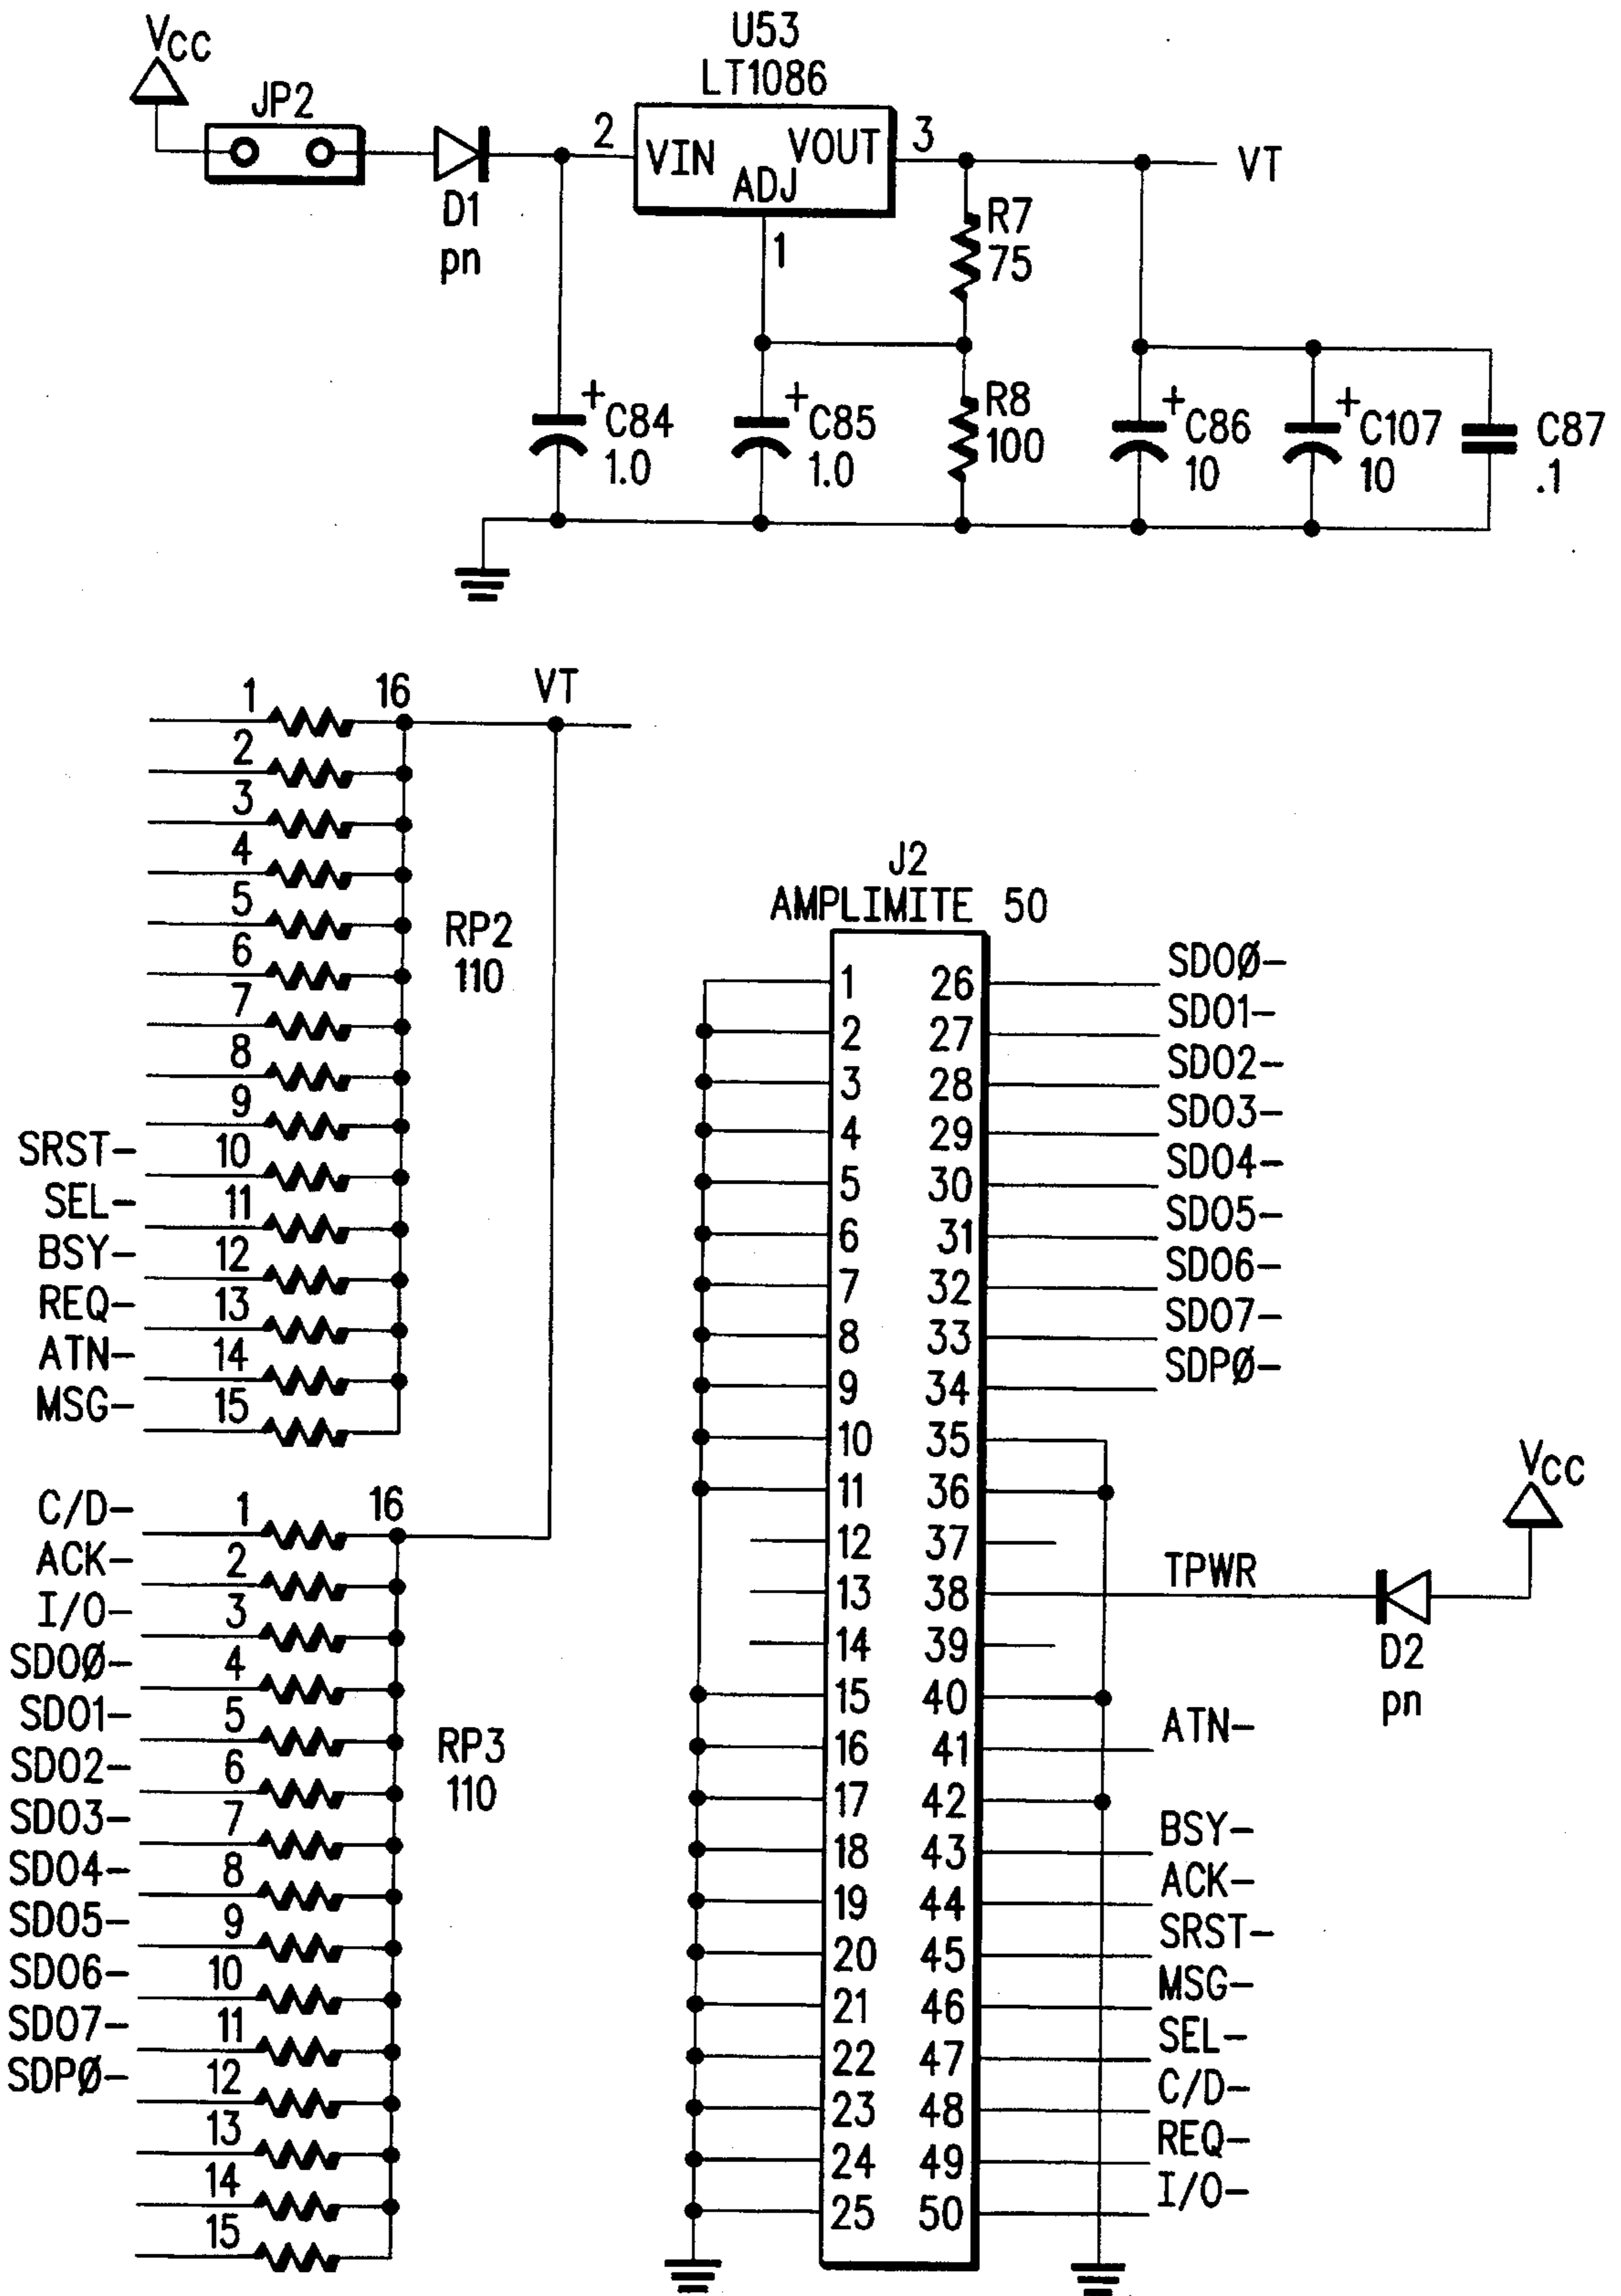 VCC
JP2
D1
pn
U53
LT1086
2 VIN VOUT 3
ADJ
1
VT
R7
75
R8
100
+ C84
1.0
+ C85
1.0
+ C86
10
+ C107
10
C87
.1
VT
1 16
2
3
4
5
6
7
8
9
SRST- 10
SEL- 11
BSY- 12
REQ- 13
ATN- 14
MSG- 15
RP2
110
C/D- 1 16
ACK- 2
I/O- 3
SDOØ- 4
SDO1- 5
SDO2- 6
SDO3- 7
SDO4- 8
SDO5- 9
SDO6- 10
SDO7- 11
SDPØ- 12
13
14
15
RP3
110
J2
AMPLIMITE 50
1 26 SDOØ-
2 27 SDO1-
3 28 SDO2-
4 29 SDO3-
5 30 SDO4-
6 31 SDO5-
7 32 SDO6-
8 33 SDO7-
9 34 SDPØ-
10 35
11 36
12 37
13 38 TPWR
14 39
15 40
16 41 ATN-
17 42
18 43 BSY-
19 44 ACK-
20 45 SRST-
21 46 MSG-
22 47 SEL-
23 48 C/D-
24 49 REQ-
25 50 I/O-
VCC
D2
pn